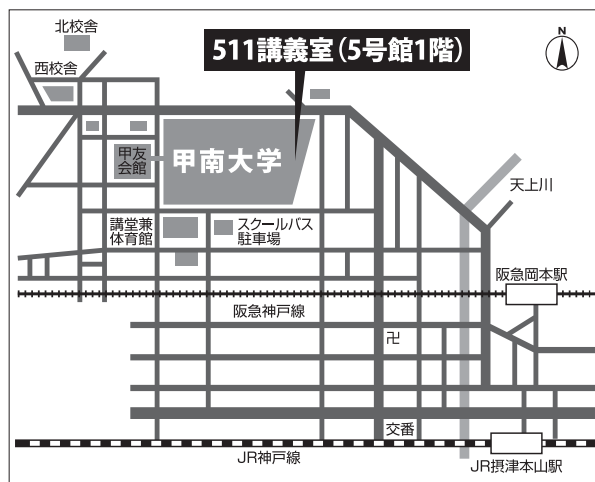 北校舎
511講義室(5号館1階)
N
西校舎
甲友
会館
甲南大学
天上川
講堂兼
体育館
スクールバス
駐車場
阪急岡本駅
阪急神戸線
卍
交番
JR神戸線
JR摂津本山駅